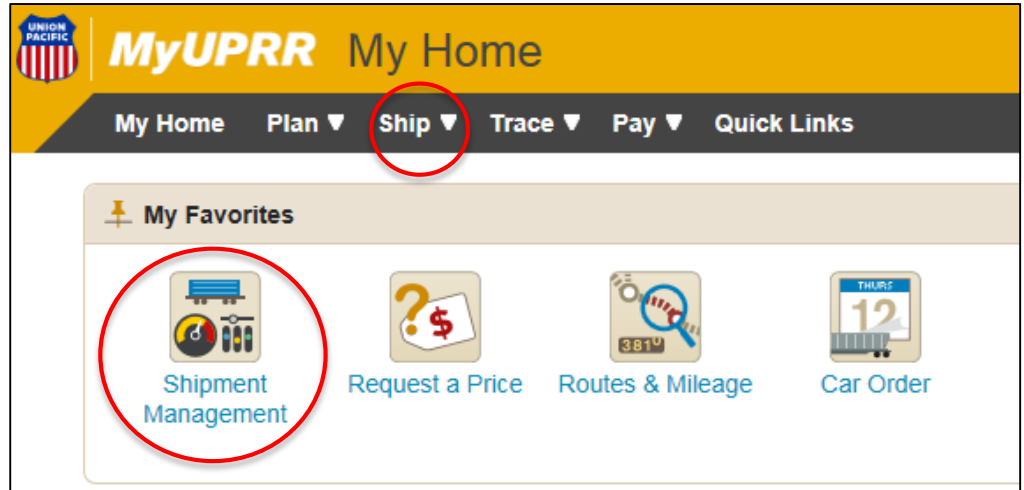 UNION
PACIFIC
MyUPRR My Home
My Home Plan ▼ Ship ▼ Trace ▼ Pay ▼ Quick Links
My Favorites
?$
3810
THURS
12
Shipment
Management
Request a Price
Routes & Mileage
Car Order